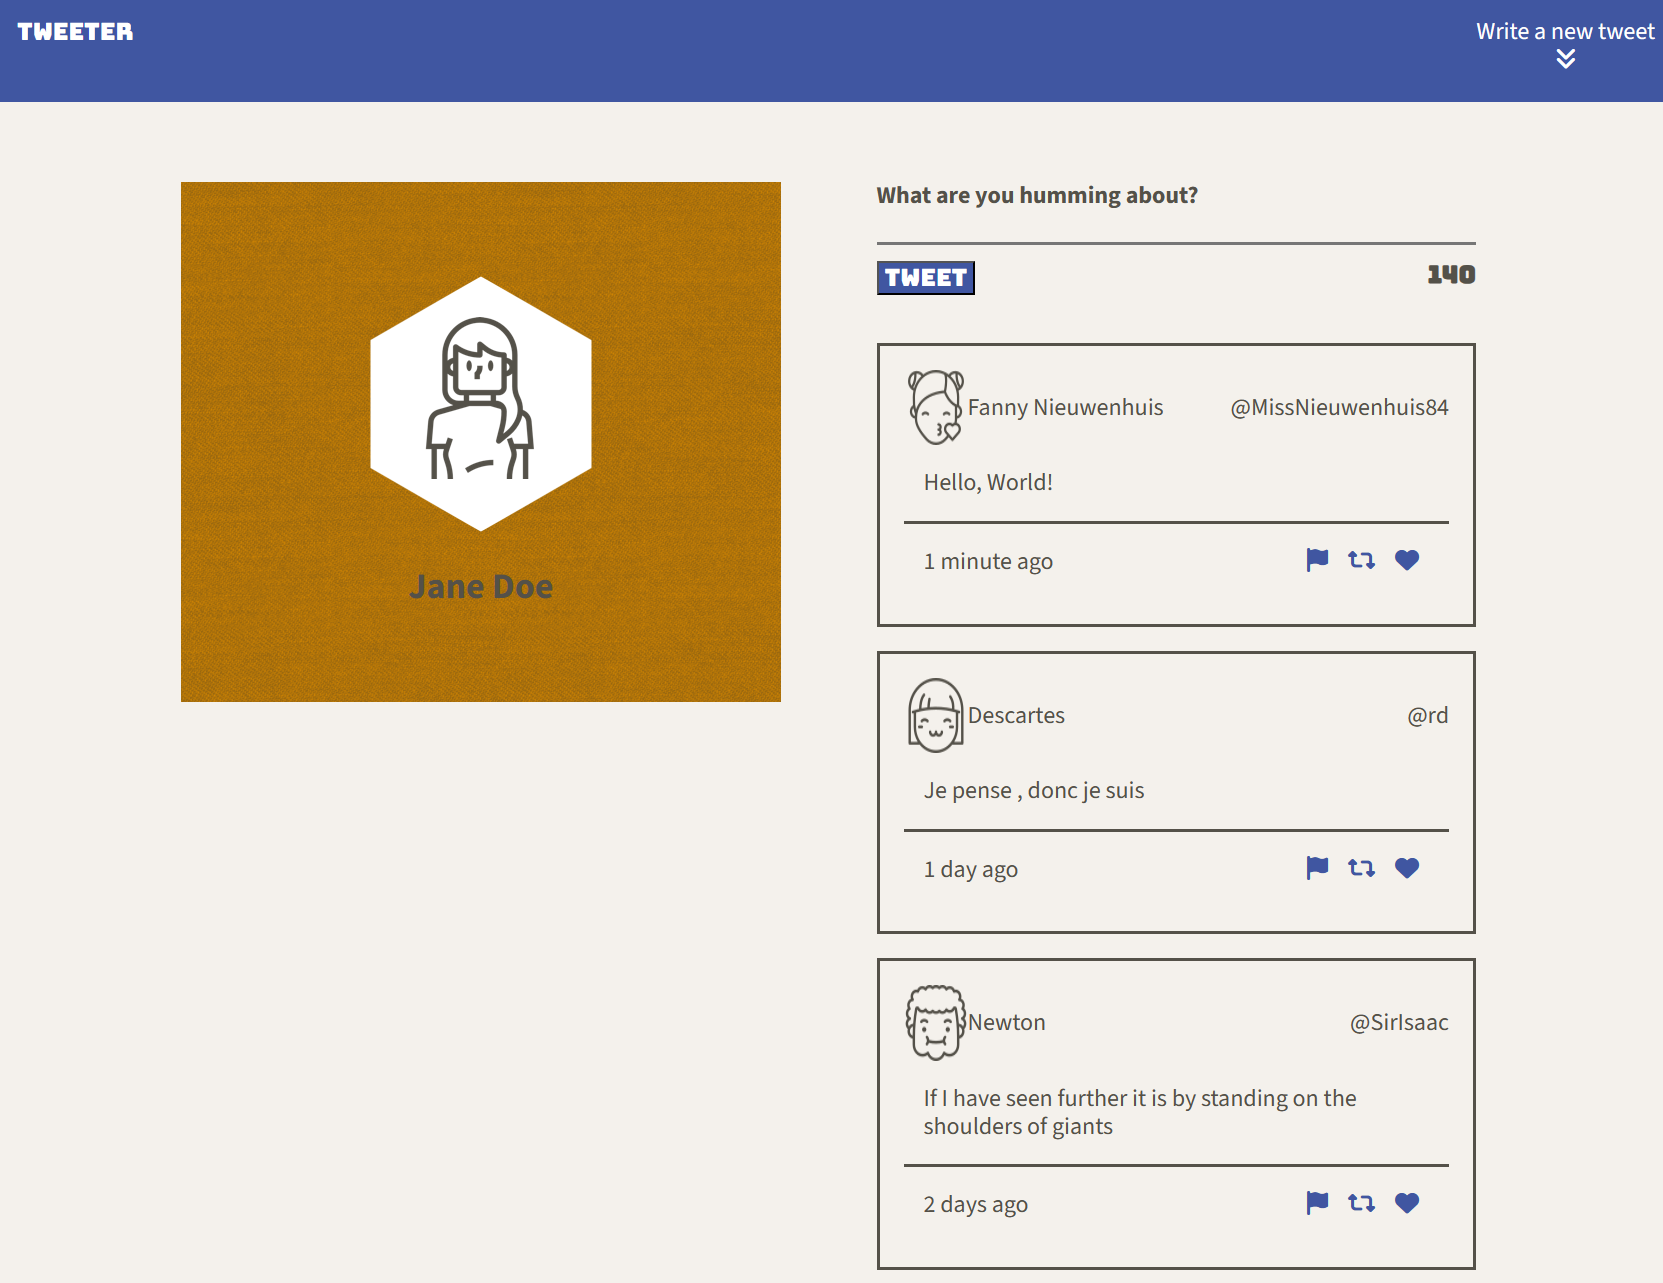 TWEETER
Write a new tweet
Jane Doe
What are you humming about?
TWEET
140
Fanny Nieuwenhuis
@MissNieuwenhuis84
Hello, World!
1 minute ago
Descartes
@rd
Je pense , donc je suis
1 day ago
Newton
@SirIsaac
If I have seen further it is by standing on the
shoulders of giants
2 days ago